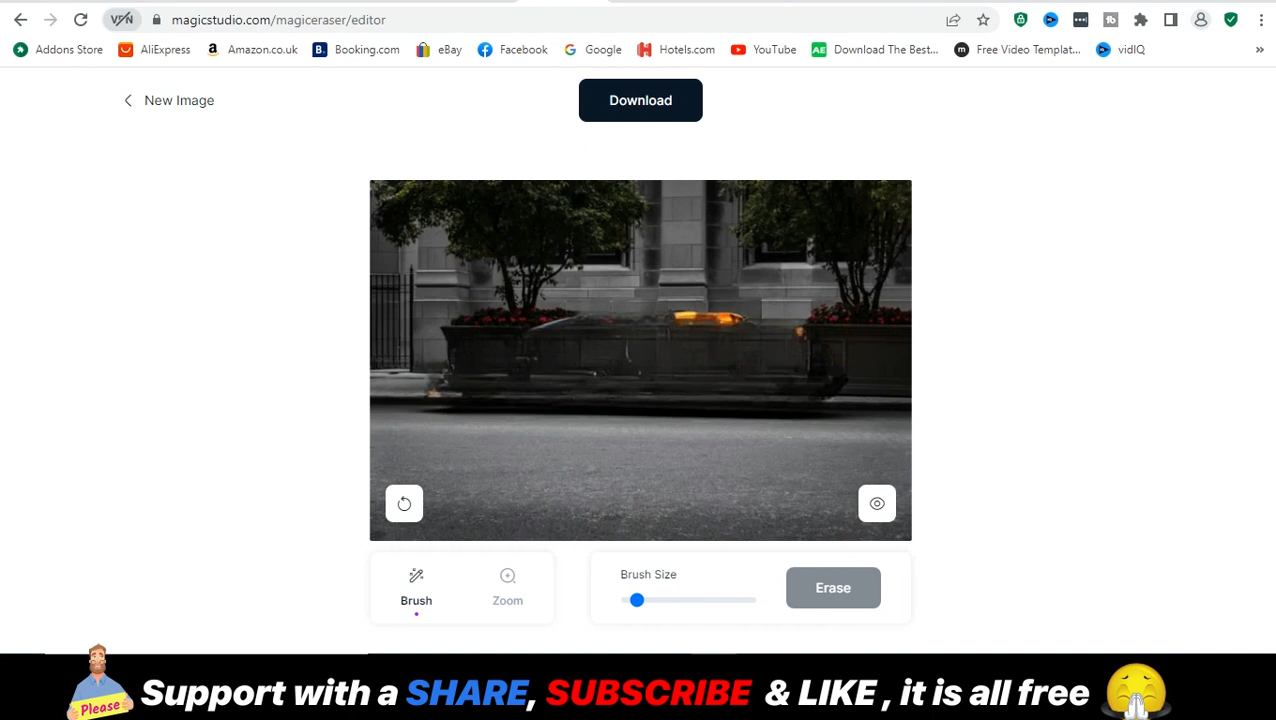 VPN magicstudio.com/magiceraser/editor
Addons Store AliExpress Amazon.co.uk Booking.com eBay Facebook Google Hotels.com YouTube Download The Best... Free Video Templat... vidIQ »
New Image
Download
Brush Size
Erase
Brush
Zoom
Support with a SHARE, SUBSCRIBE & LIKE , it is all free
Please